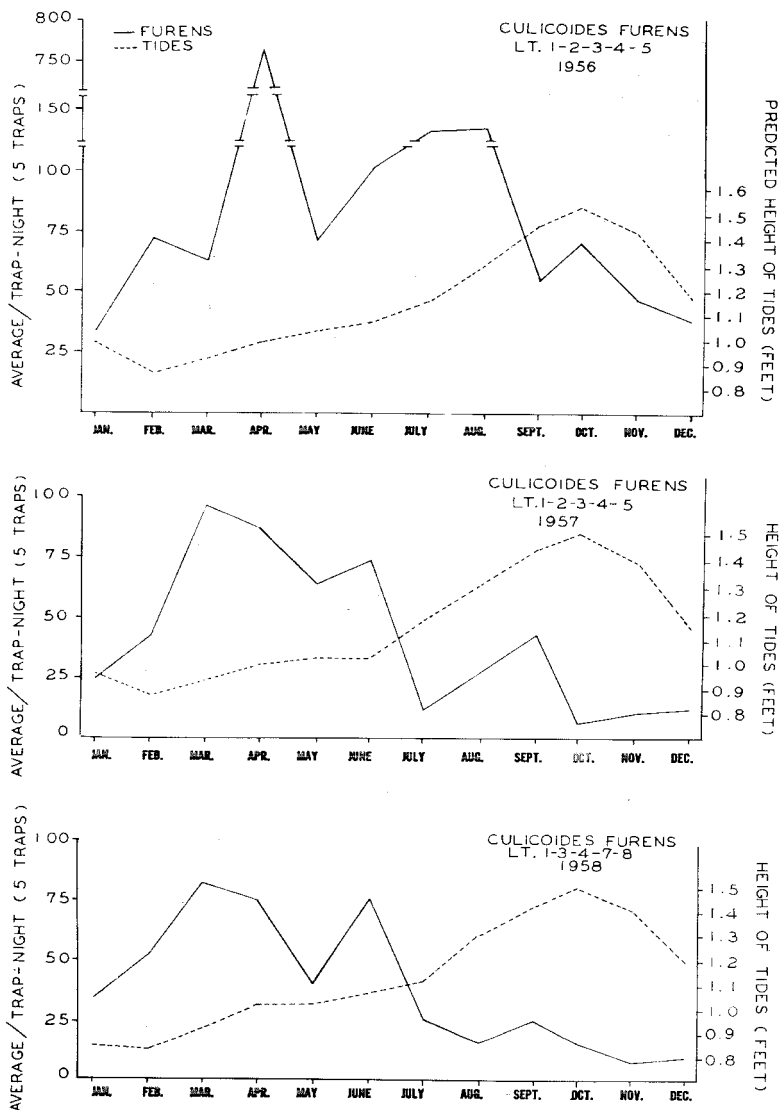 800
750
150
100
75
50
25
AVERAGE/TRAP-NIGHT (5 TRAPS)
FURENS
TIDES
CULICOIDES FURENS
LT. 1-2-3-4-5
1956
PREDICTED HEIGHT OF TIDES (FEET)
1.6
1.5
1.4
1.3
1.2
1.1
1.0
0.9
0.8
JAN. FEB. MAR. APR. MAY JUNE JULY AUG. SEPT. OCT. NOV. DEC.
100
75
50
25
0
AVERAGE/TRAP-NIGHT (5 TRAPS)
CULICOIDES FURENS
LT. 1-2-3-4-5
1957
HEIGHT OF TIDES (FEET)
1.5
1.4
1.3
1.2
1.1
1.0
0.9
0.8
JAN. FEB. MAR. APR. MAY JUNE JULY AUG. SEPT. OCT. NOV. DEC.
100
75
50
25
0
AVERAGE/TRAP-NIGHT (5 TRAPS)
CULICOIDES FURENS
LT. 1-3-4-7-8
1958
HEIGHT OF TIDES (FEET)
1.5
1.4
1.3
1.2
1.1
1.0
0.9
0.8
JAN. FEB. MAR. APR. MAY JUNE JULY AUG. SEPT. OCT. NOV. DEC.